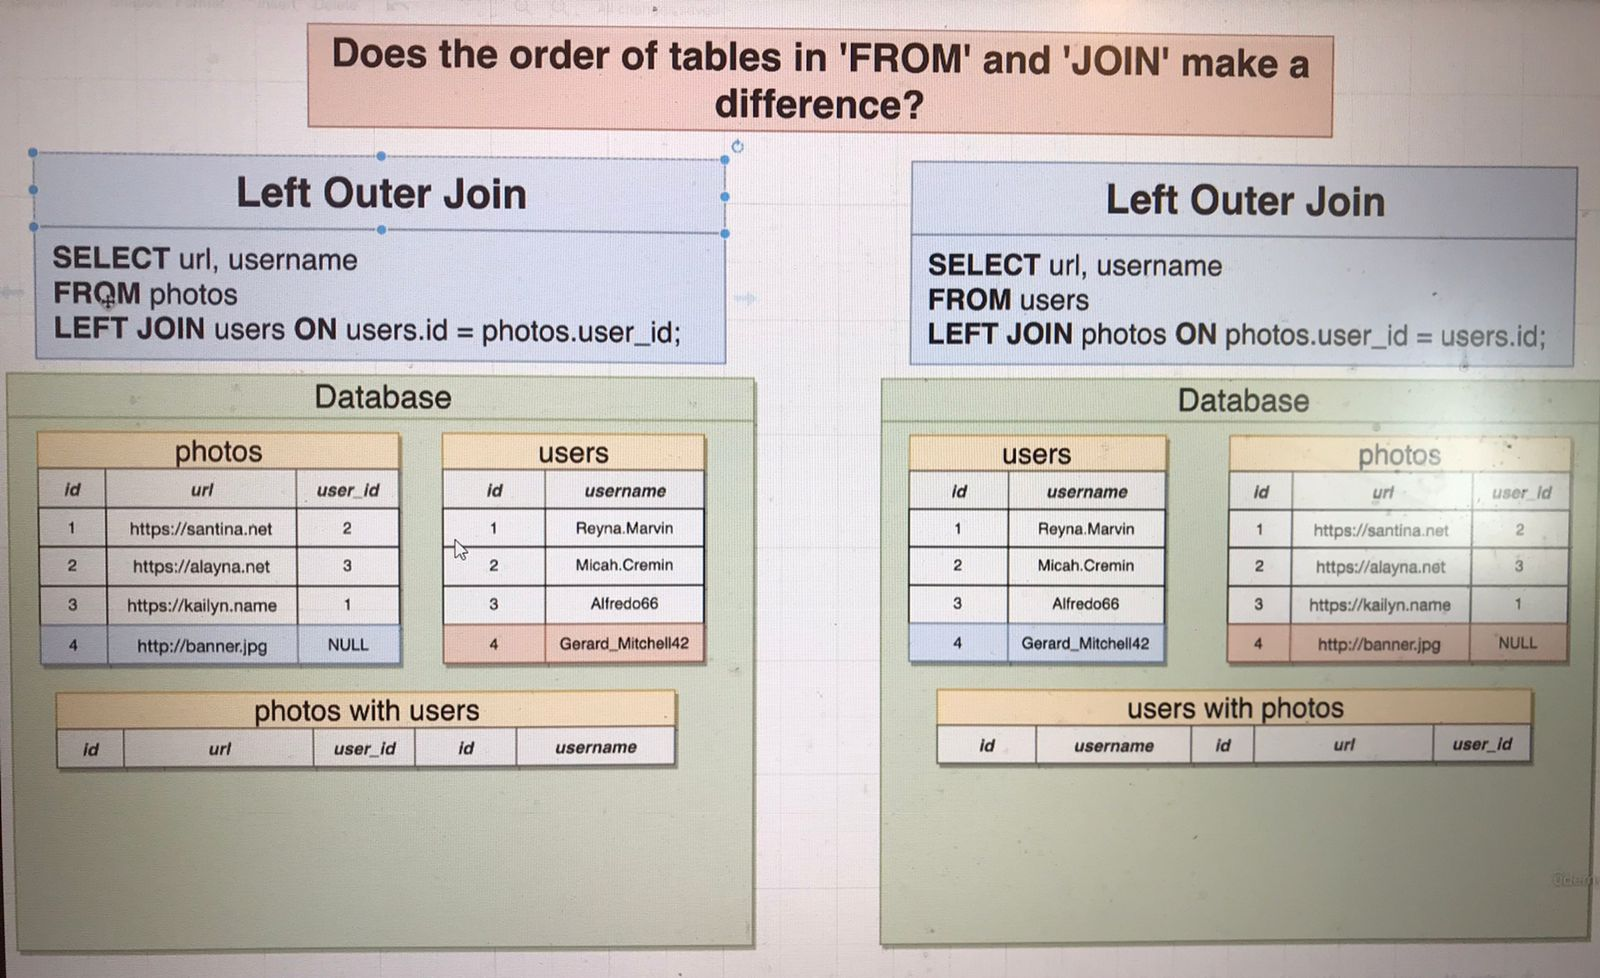 Does the order of tables in 'FROM' and 'JOIN' make a
difference?
Left Outer Join
SELECT url, username
FROM photos
LEFT JOIN users ON users.id = photos.user_id;
Database
photos
id url user_id
1 https://santina.net 2
2 https://alayna.net 3
3 https://kailyn.name 1
4 http://banner.jpg NULL
users
id username
1 Reyna.Marvin
2 Micah.Cremin
3 Alfredo66
4 Gerard_Mitchell42
photos with users
id url user_id id username
Left Outer Join
SELECT url, username
FROM users
LEFT JOIN photos ON photos.user_id = users.id;
Database
users
id username
1 Reyna.Marvin
2 Micah.Cremin
3 Alfredo66
4 Gerard_Mitchell42
photos
id url user_id
1 https://santina.net 2
2 https://alayna.net 3
3 https://kailyn.name 1
4 http://banner.jpg NULL
users with photos
id username id url user_id